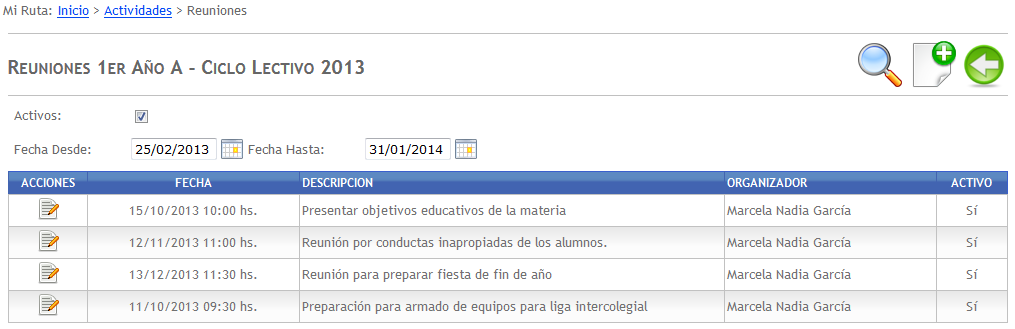 Mi Ruta: Inicio > Actividades > Reuniones
Reuniones 1er Año A - Ciclo Lectivo 2013
Activos:
Fecha Desde: 25/02/2013 Fecha Hasta: 31/01/2014
ACCIONES FECHA DESCRIPCION ORGANIZADOR ACTIVO
15/10/2013 10:00 hs. Presentar objetivos educativos de la materia Marcela Nadia García Sí
12/11/2013 11:00 hs. Reunión por conductas inapropiadas de los alumnos. Marcela Nadia García Sí
13/12/2013 11:30 hs. Reunión para preparar fiesta de fin de año Marcela Nadia García Sí
11/10/2013 09:30 hs. Preparación para armado de equipos para liga intercolegial Marcela Nadia García Sí